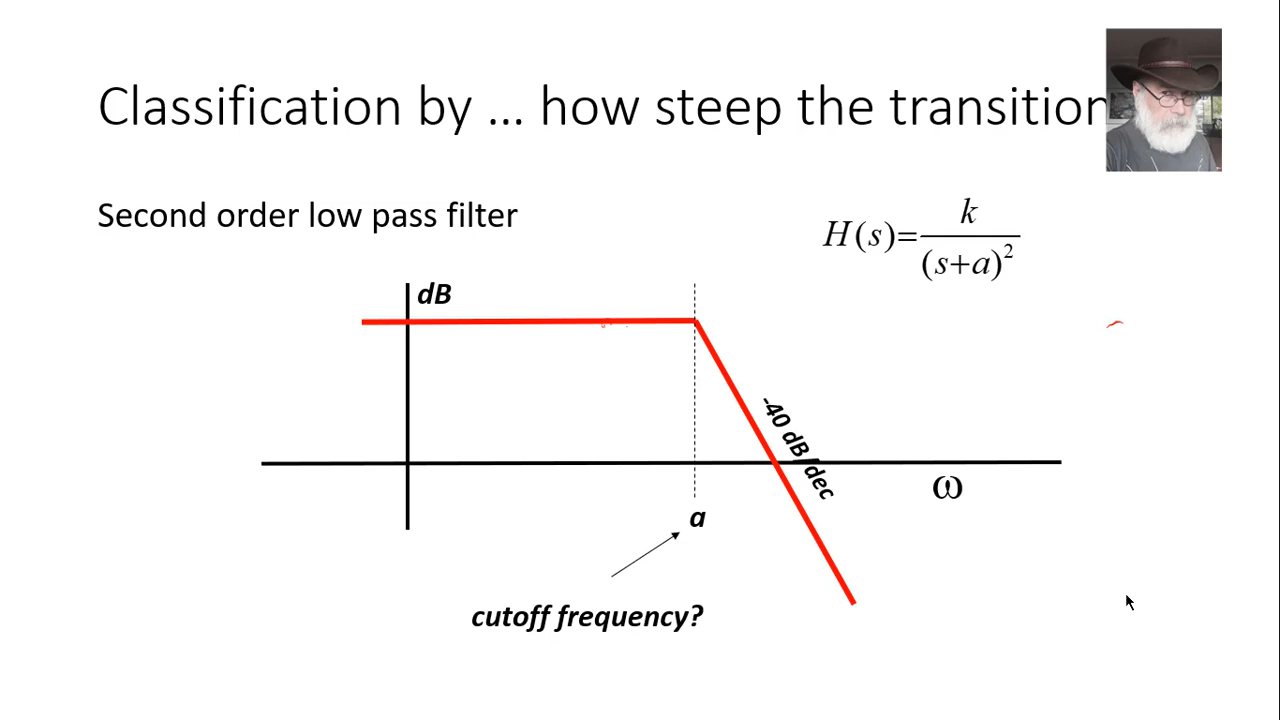 Classification by … how steep the transition
Second order low pass filter
H(s)=k/(s+a)²
dB
-40 dB/dec
ω
a
cutoff frequency?